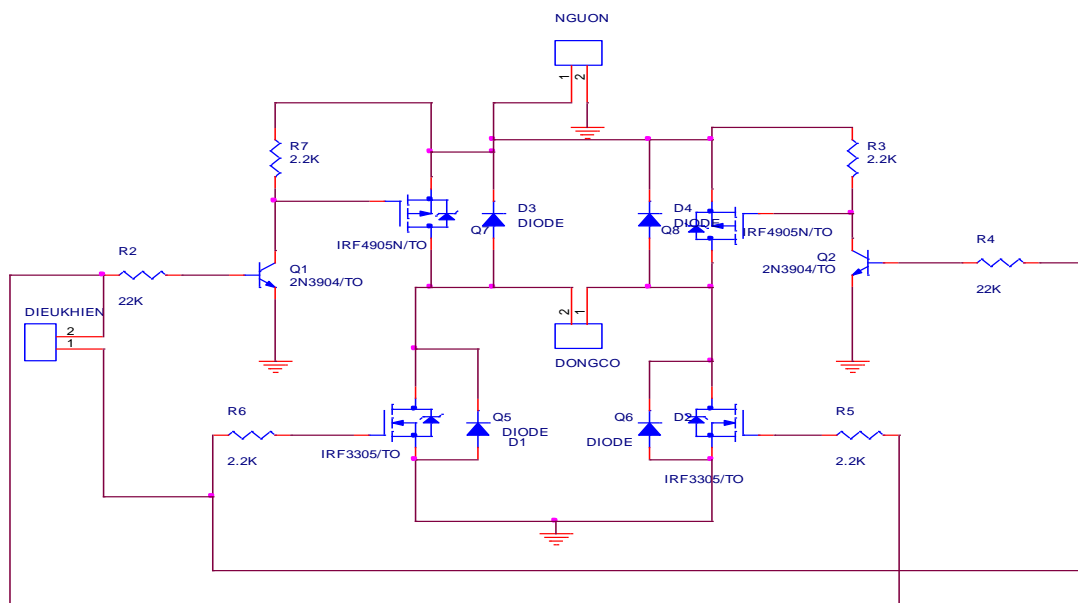 NGUON
1 2
R7
2.2K
R3
2.2K
D3
DIODE
Q7
IRF4905N/TO
D4
DIODE
Q8
IRF4905N/TO
R2
22K
Q1
2N3904/TO
Q2
2N3904/TO
R4
22K
DIEUKHIEN
2
1
2 1
DONGCO
R6
2.2K
Q5
DIODE
D1
IRF3305/TO
Q6
DIODE
D2
IRF3305/TO
R5
2.2K